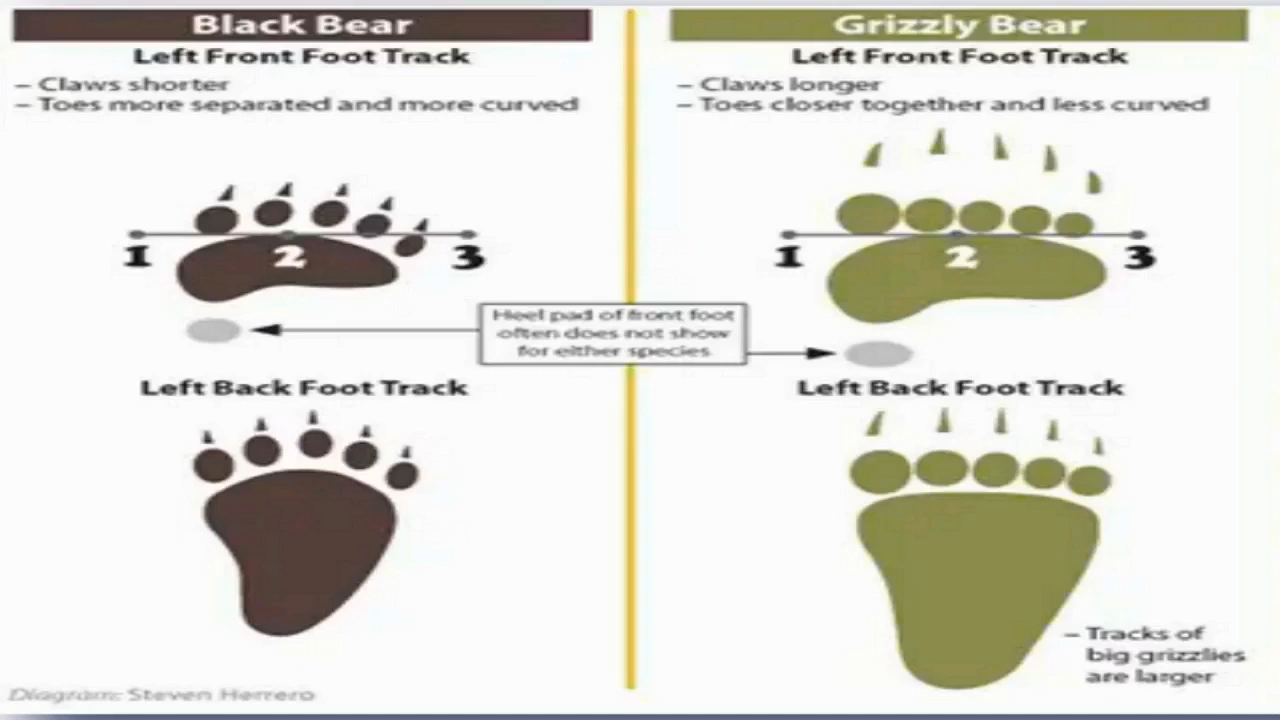 Black Bear
Left Front Foot Track
– Claws shorter
– Toes more separated and more curved
1 2 3
Grizzly Bear
Left Front Foot Track
– Claws longer
– Toes closer together and less curved
1 2 3
Heel pad of front foot
often does not show
for either species
Left Back Foot Track
Left Back Foot Track
– Tracks of
big grizzlies
are larger
Diagram: Steven Herrero